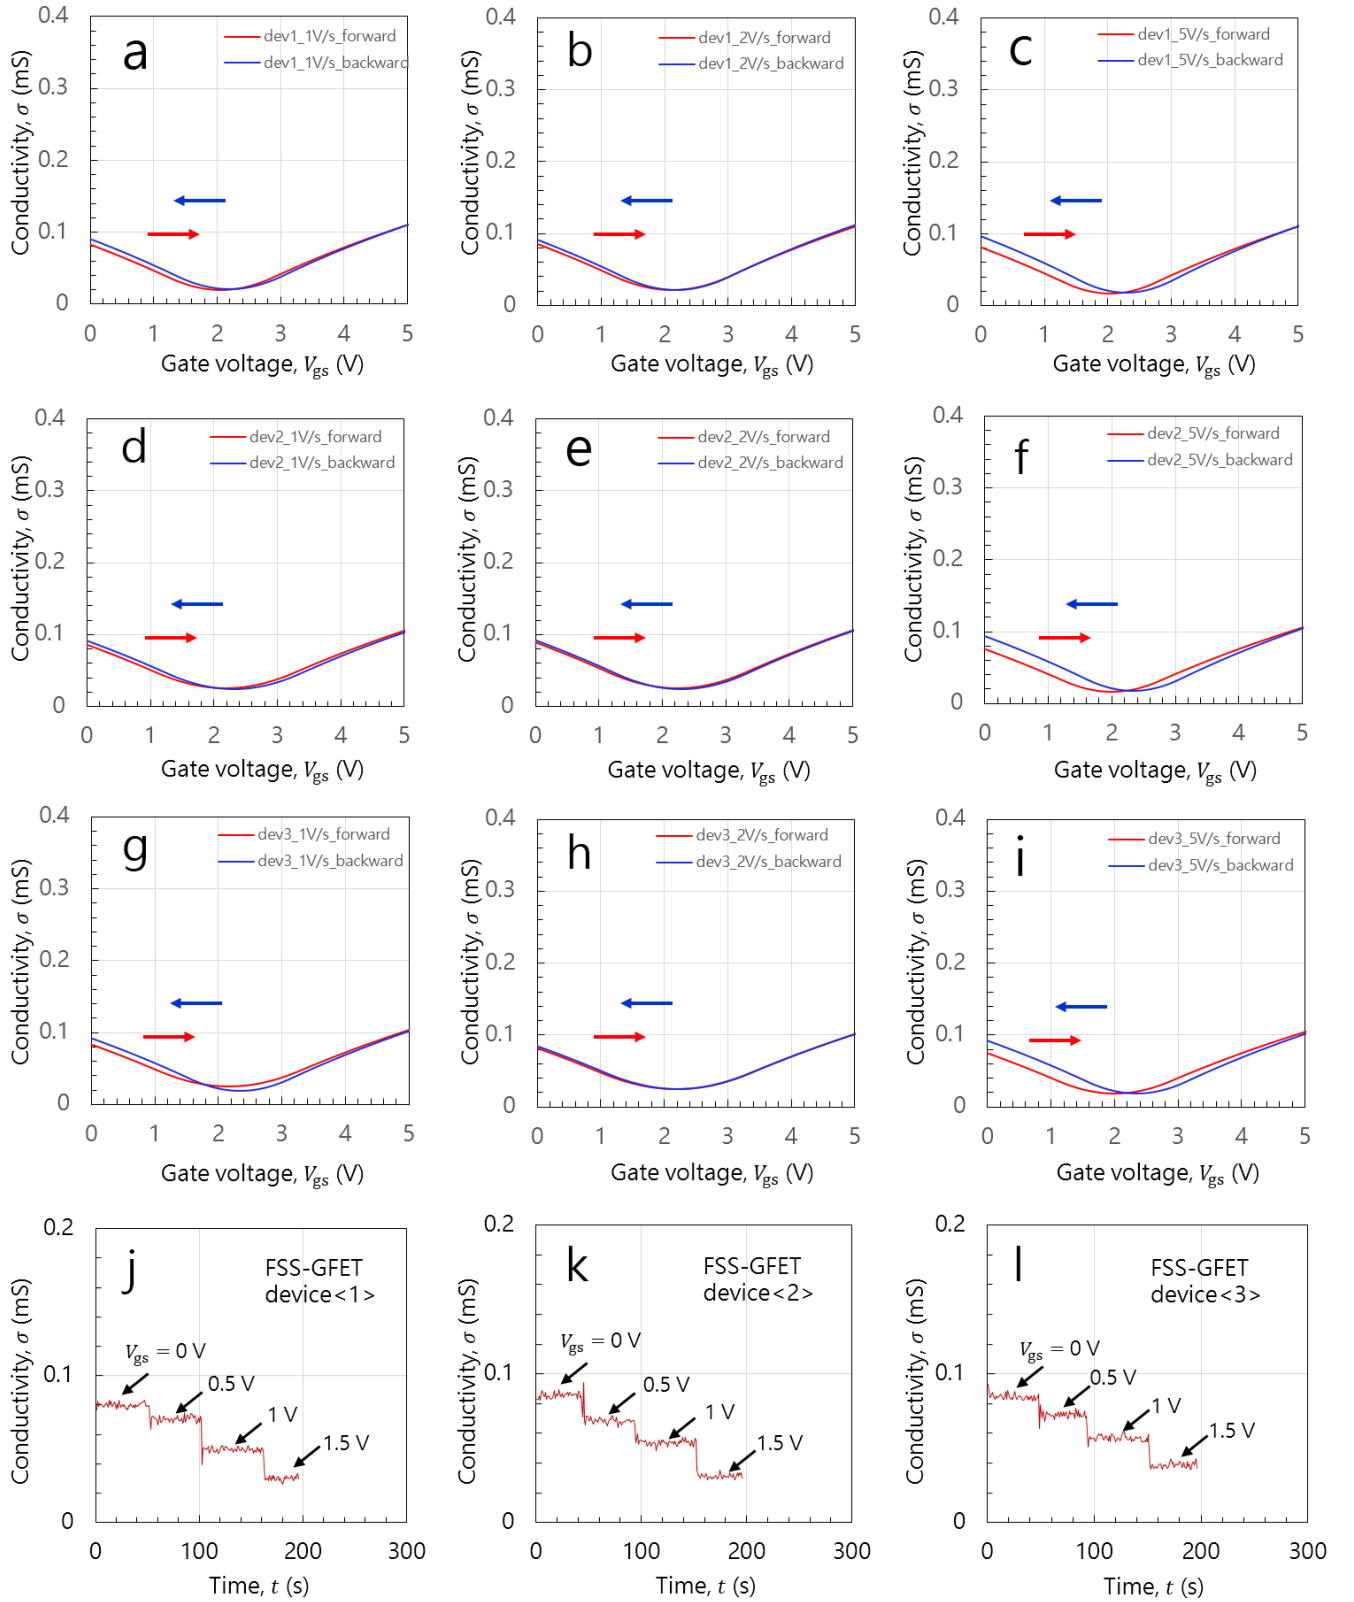 a
dev1_1V/s_forward
dev1_1V/s_backward
Conductivity, σ (mS)
0.4
0.3
0.2
0.1
0
0 1 2 3 4 5
Gate voltage, Vgs (V)
b
dev1_2V/s_forward
dev1_2V/s_backward
Conductivity, σ (mS)
0.4
0.3
0.2
0.1
0
0 1 2 3 4 5
Gate voltage, Vgs (V)
c
dev1_5V/s_forward
dev1_5V/s_backward
Conductivity, σ (mS)
0.4
0.3
0.2
0.1
0
0 1 2 3 4 5
Gate voltage, Vgs (V)
d
dev2_1V/s_forward
dev2_1V/s_backward
Conductivity, σ (mS)
0.4
0.3
0.2
0.1
0
0 1 2 3 4 5
Gate voltage, Vgs (V)
e
dev2_2V/s_forward
dev2_2V/s_backward
Conductivity, σ (mS)
0.4
0.3
0.2
0.1
0
0 1 2 3 4 5
Gate voltage, Vgs (V)
f
dev2_5V/s_forward
dev2_5V/s_backward
Conductivity, σ (mS)
0.4
0.3
0.2
0.1
0
0 1 2 3 4 5
Gate voltage, Vgs (V)
g
dev3_1V/s_forward
dev3_1V/s_backward
Conductivity, σ (mS)
0.4
0.3
0.2
0.1
0
0 1 2 3 4 5
Gate voltage, Vgs (V)
h
dev3_2V/s_forward
dev3_2V/s_backward
Conductivity, σ (mS)
0.4
0.3
0.2
0.1
0
0 1 2 3 4 5
Gate voltage, Vgs (V)
i
dev3_5V/s_forward
dev3_5V/s_backward
Conductivity, σ (mS)
0.4
0.3
0.2
0.1
0
0 1 2 3 4 5
Gate voltage, Vgs (V)
j
FSS-GFET
device<1>
Conductivity, σ (mS)
0.2
0.1
0
Vgs = 0 V
0.5 V
1 V
1.5 V
0 100 200 300
Time, t (s)
k
FSS-GFET
device<2>
Conductivity, σ (mS)
0.2
0.1
0
Vgs = 0 V
0.5 V
1 V
1.5 V
0 100 200 300
Time, t (s)
l
FSS-GFET
device<3>
Conductivity, σ (mS)
0.2
0.1
0
Vgs = 0 V
0.5 V
1 V
1.5 V
0 100 200 300
Time, t (s)